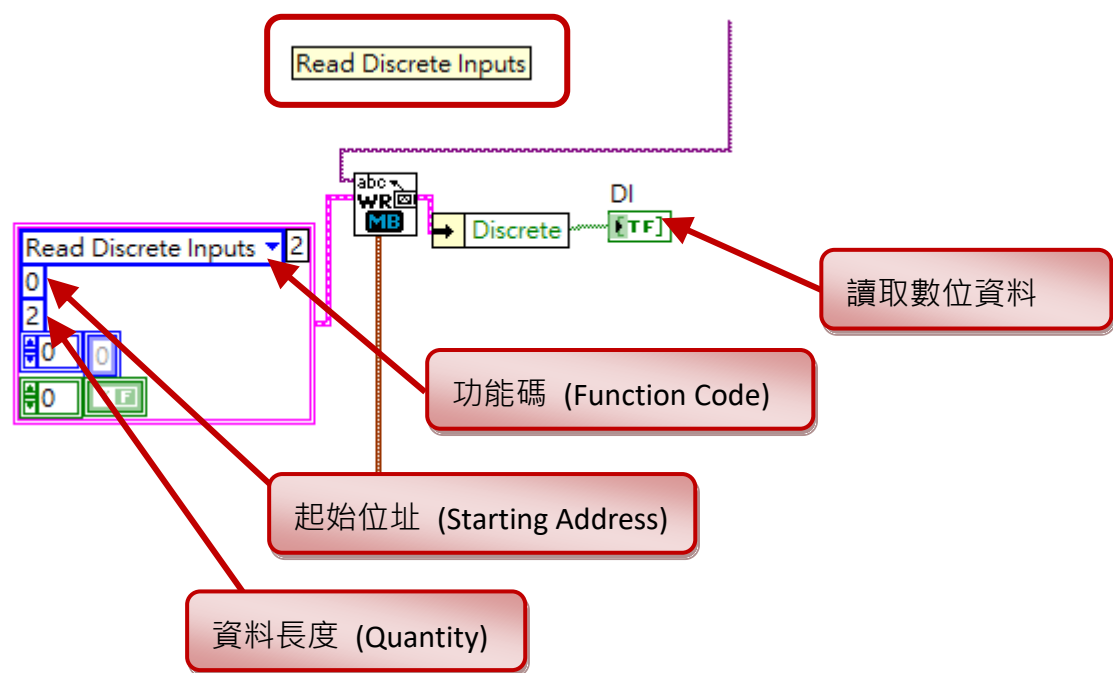 Read Discrete Inputs
abc
WR
MB
DI
Discrete
TF
Read Discrete Inputs 2
0
2
0 0
0 F
讀取數位資料
功能碼 (Function Code)
起始位址 (Starting Address)
資料長度 (Quantity)